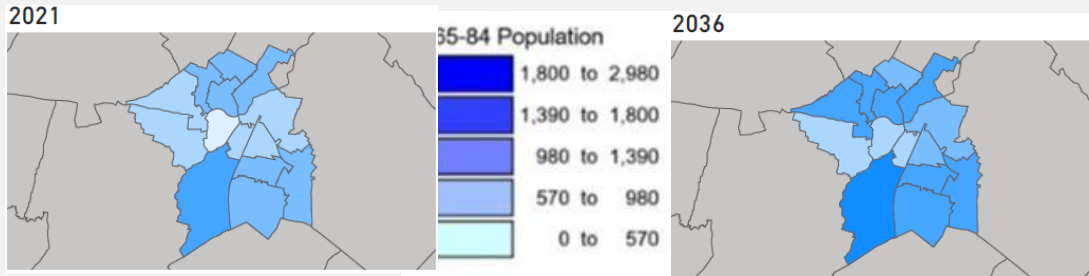 2021
65-84 Population
1,800 to 2,980
1,390 to 1,800
980 to 1,390
570 to 980
0 to 570
2036